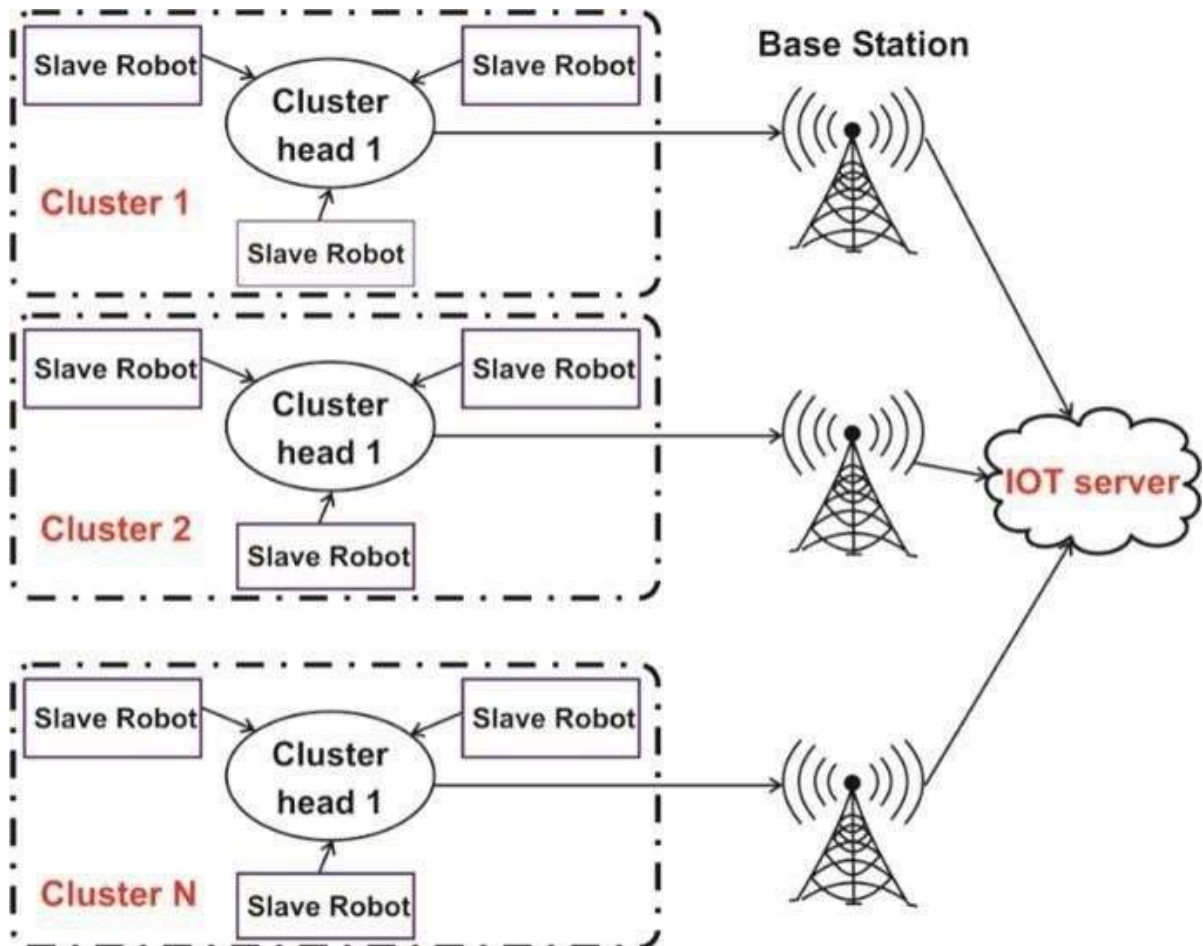 Base Station
Slave Robot
Slave Robot
Cluster
head 1
Cluster 1
Slave Robot
Slave Robot
Slave Robot
Cluster
head 1
IOT server
Cluster 2
Slave Robot
Slave Robot
Slave Robot
Cluster
head 1
Cluster N
Slave Robot